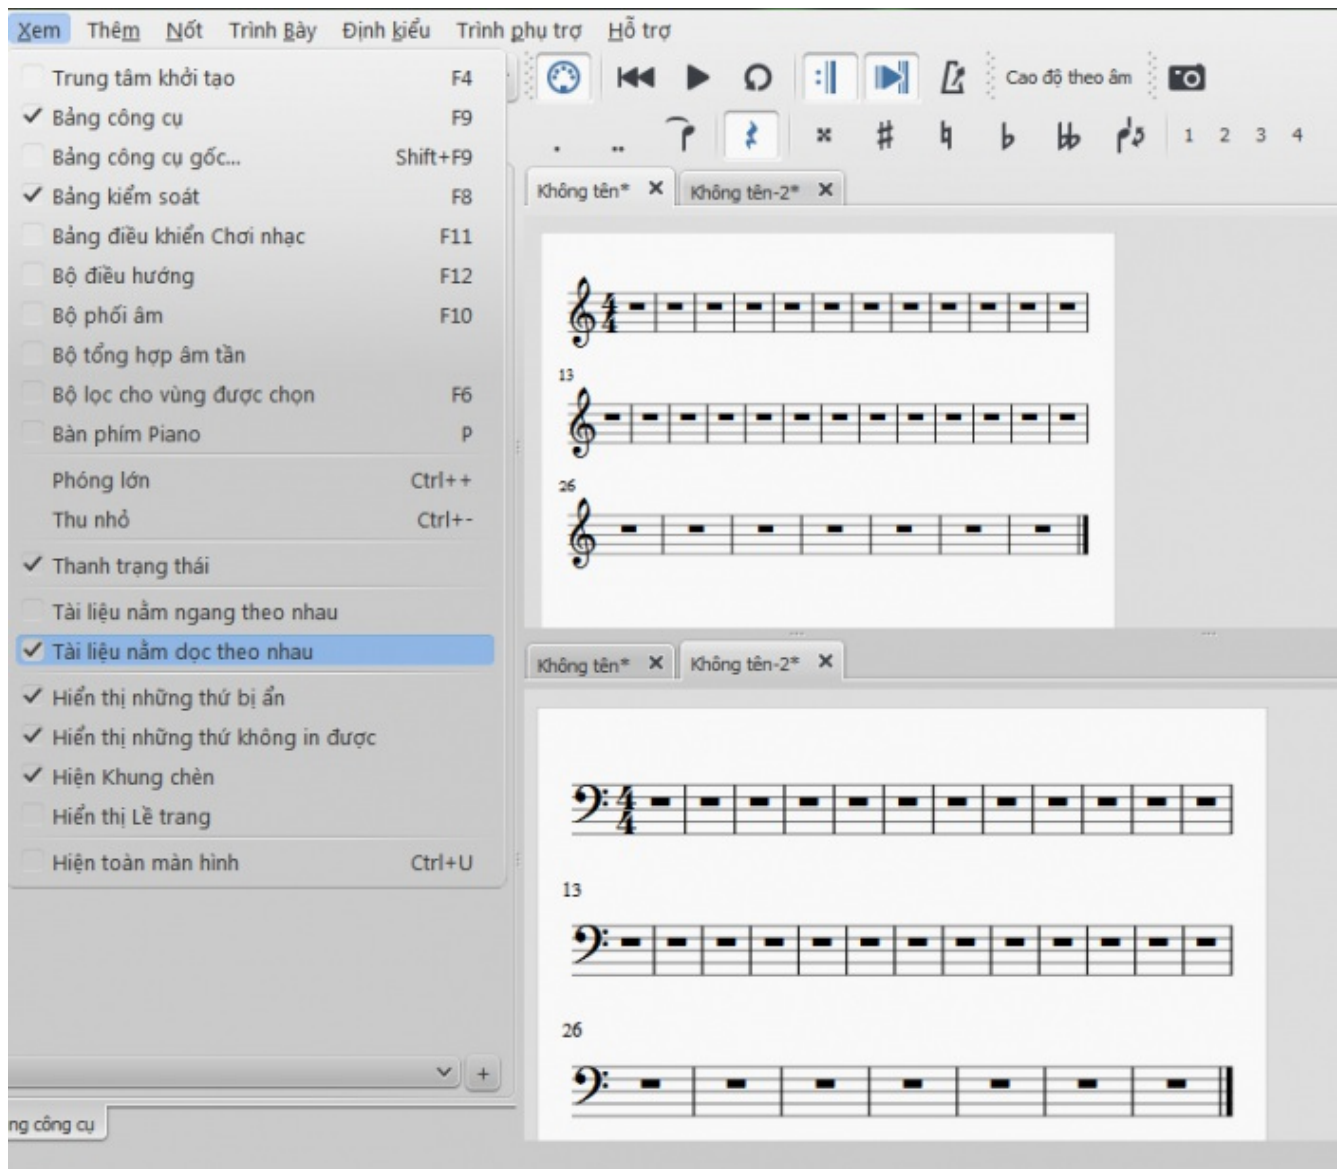 Xem Thêm Nốt Trình Bày Định kiểu Trình phụ trợ Hỗ trợ
Trung tâm khởi tạo F4
Bảng công cụ F9
Bảng công cụ gốc... Shift+F9
Bảng kiểm soát F8
Bảng điều khiển Chơi nhạc F11
Bộ điều hướng F12
Bộ phối âm F10
Bộ tổng hợp âm tần
Bộ lọc cho vùng được chọn F6
Bàn phím Piano P
Phóng lớn Ctrl++
Thu nhỏ Ctrl+-
Thanh trạng thái
Tài liệu nằm ngang theo nhau
Tài liệu nằm dọc theo nhau
Hiển thị những thứ bị ẩn
Hiển thị những thứ không in được
Hiện Khung chèn
Hiển thị Lề trang
Hiện toàn màn hình Ctrl+U
+
ng công cụ
Cao độ theo âm
1 2 3 4
Không tên* Không tên-2*
4
4
13
26
Không tên* Không tên-2*
4
4
13
26